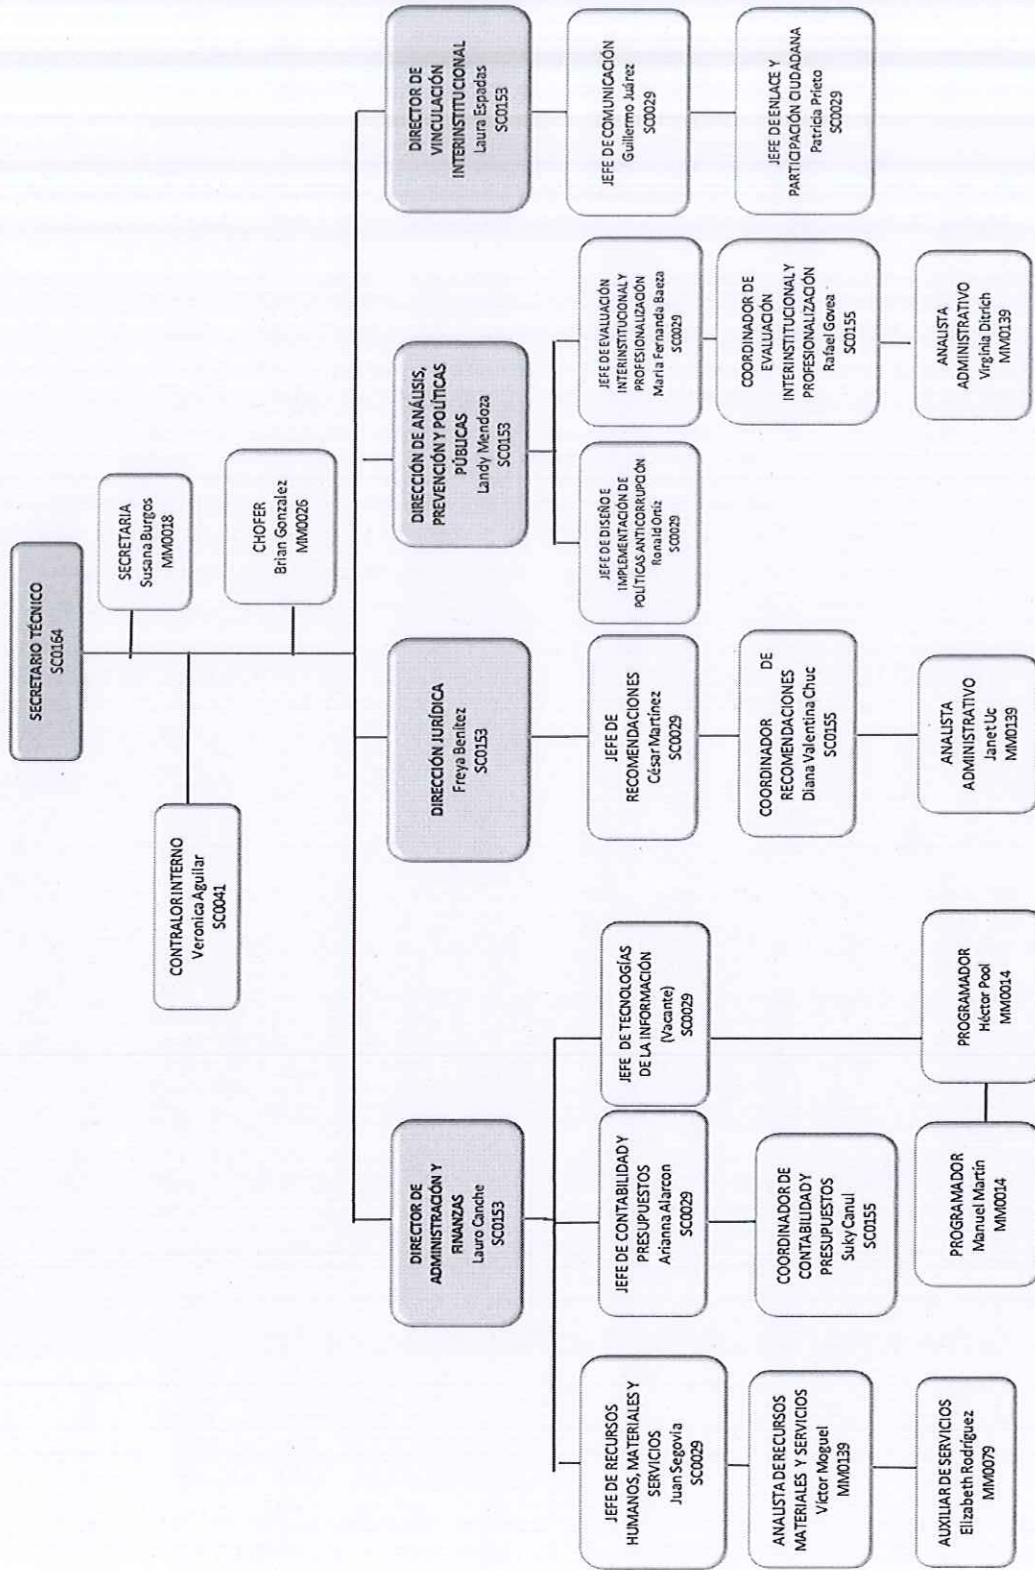 SECRETARIO TÉCNICO
SC0164
SECRETARIA
Susana Burgos
MM0018
CONTRALOR INTERNO
Veronica Aguilar
SC0041
CHOFER
Brian Gonzalez
MM0026
DIRECTOR DE
ADMINISTRACIÓN Y
FINANZAS
Lauro Canche
SC0153
DIRECCIÓN JURÍDICA
Freya Benítez
SC0153
DIRECCIÓN DE ANÁLISIS,
PREVENCIÓN Y POLÍTICAS
PÚBLICAS
Landy Mendoza
SC0153
DIRECTOR DE
VINCULACIÓN
INTERINSTITUCIONAL
Laura Espadas
SC0153
JEFE DE RECURSOS
HUMANOS, MATERIALES Y
SERVICIOS
Juan Segovia
SC0029
JEFE DE CONTABILIDAD Y
PRESUPUESTOS
Arianna Alarcon
SC0029
JEFE DE TECNOLOGÍAS
DE LA INFORMACIÓN
(Vacante)
SC0029
JEFE DE
RECOMENDACIONES
César Martínez
SC0029
JEFE DE DISEÑO E
IMPLEMENTACIÓN DE
POLÍTICAS ANTICORRUPCIÓN
Ronald Ortíz
SC0029
JEFE DE EVALUACIÓN
INTERINSTITUCIONAL Y
PROFESIONALIZACIÓN
María Fernanda Baeza
SC0029
JEFE DE COMUNICACIÓN
Guillermo Juárez
SC0029
ANALISTA DE RECURSOS
MATERIALES Y SERVICIOS
Víctor Moguel
MM0139
COORDINADOR DE
CONTABILIDAD Y
PRESUPUESTOS
Suky Canul
SC0155
COORDINADOR DE
RECOMENDACIONES
Diana Valentina Chuc
SC0155
COORDINADOR DE
EVALUACIÓN
INTERINSTITUCIONAL Y
PROFESIONALIZACIÓN
Rafael Govea
SC0155
JEFE DE ENLACE Y
PARTICIPACIÓN CIUDADANA
Patricia Prieto
SC0029
AUXILIAR DE SERVICIOS
Elizabeth Rodríguez
MM0079
PROGRAMADOR
Manuel Martín
MM0014
PROGRAMADOR
Héctor Pool
MM0014
ANALISTA
ADMINISTRATIVO
Janet Uc
MM0139
ANALISTA
ADMINISTRATIVO
Virginia Ditrich
MM0139